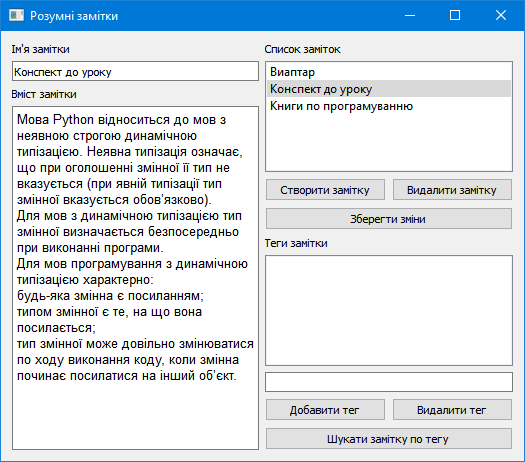 Розумні замітки
Ім'я замітки
Конспект до уроку
Вміст замітки
Мова Python відноситься до мов з
неявною строгою динамічною
типізацією. Неявна типізація означає,
що при оголошенні змінної її тип не
вказується (при явній типізації тип
змінної вказується обов'язково).
Для мов з динамічною типізацією тип
змінної визначається безпосередньо
при виконанні програми.
Для мов програмування з динамічною
типізацією характерно:
будь-яка змінна є посиланням;
типом змінної є те, на що вона
посилається;
тип змінної може довільно змінюватися
по ходу виконання коду, коли змінна
починає посилатися на інший об'єкт.
Список заміток
Виаптар
Конспект до уроку
Книги по програмуванню
Створити замітку
Видалити замітку
Зберегти зміни
Теги замітки
Добавити тег
Видалити тег
Шукати замітку по тегу